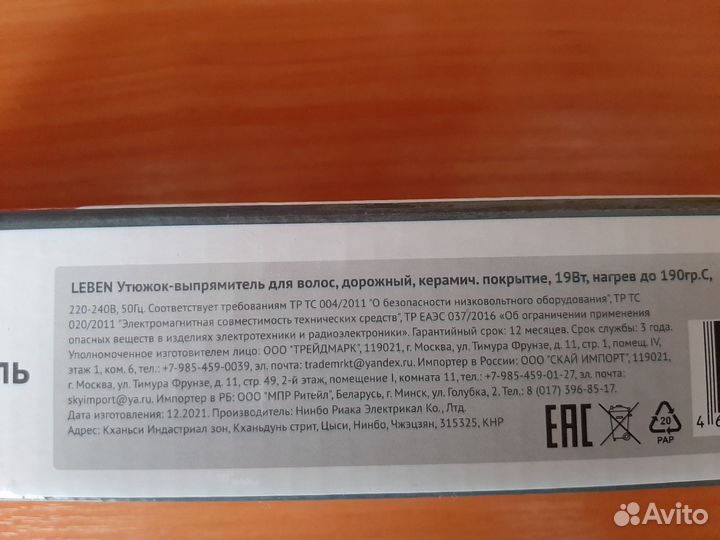 LEBEN Утюжок-выпрямитель для волос, дорожный, керамич. покрытие, 19Вт, нагрев до 190гр.С,
220-240В, 50Гц. Соответствует требованиям ТР ТС 004/2011 "О безопасности низковольтного оборудования", ТР ТС
020/2011 "Электромагнитная совместимость технических средств", ТР ЕАЭС 037/2016 «Об ограничении применения
опасных веществ в изделиях электротехники и радиоэлектроники». Гарантийный срок: 12 месяцев. Срок службы: 3 года.
Уполномоченное изготовителем лицо: ООО "ТРЕЙДМАРК", 119021, г. Москва, ул. Тимура Фрунзе, д. 11, стр. 1, помещ. IV,
этаж 1, ком. 6, тел.: +7-985-459-0039, эл. почты: trademrkt@yandex.ru. Импортер в России: ООО "СКАЙ ИМПОРТ", 119021,
г. Москва, ул. Тимура Фрунзе, д. 11, стр. 49, 2-й этаж, помещение I, комната 11, тел.: +7-985-459-01-27, эл. почты:
skyimport@ya.ru. Импортер в РБ: ООО "МПР Ритейл", Беларусь, г. Минск, ул. Голубка, 2. Тел.: 8 (017) 396-85-17.
Дата изготовления: 12.2021. Производитель: Нинбо Риака Электрикал Ко., Лтд.
Адрес: Кханьси Индастриал зон, Кханьдунь стрит, Цыси, Нинбо, Чжэцзян, 315325, КНР
ль
EAC
20
PAP
4 6
Avito